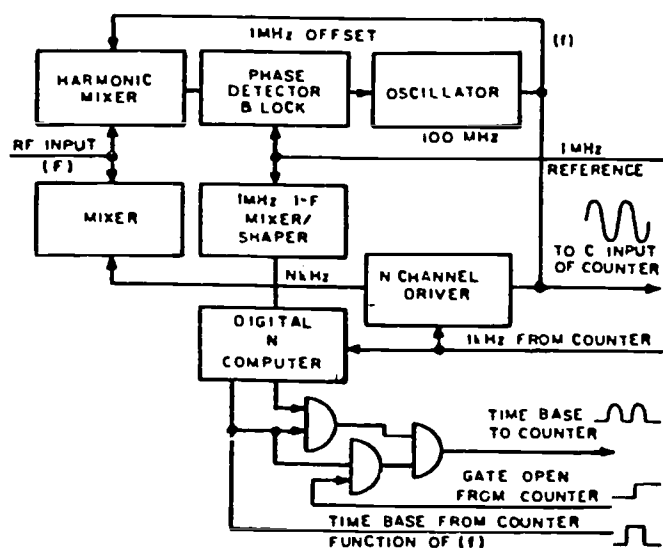 1MHz OFFSET
(f)
HARMONIC
MIXER
PHASE
DETECTOR
& LOCK
OSCILLATOR
100 MHz
RF INPUT
(F)
1MHz
REFERENCE
MIXER
1MHz I-F
MIXER/
SHAPER
TO C INPUT
OF COUNTER
NkHz
N CHANNEL
DRIVER
DIGITAL
N
COMPUTER
1kHz FROM COUNTER
TIME BASE
TO COUNTER
GATE OPEN
FROM COUNTER
TIME BASE FROM COUNTER
FUNCTION OF (f)